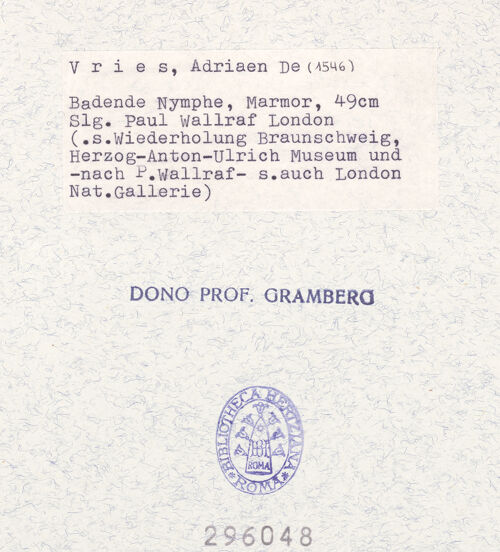 V r i e s, Adriaen De (1546)
Badende Nymphe, Marmor, 49cm
Slg. Paul Wallraf London
(.s.Wiederholung Braunschweig,
Herzog-Anton-Ulrich Museum und
-nach P.Wallraf- s.auch London
Nat.Gallerie)
DONO PROF. GRAMBERG
BIBLIOTHECA HERTZIANA
ROMA
* ROMA *
296048